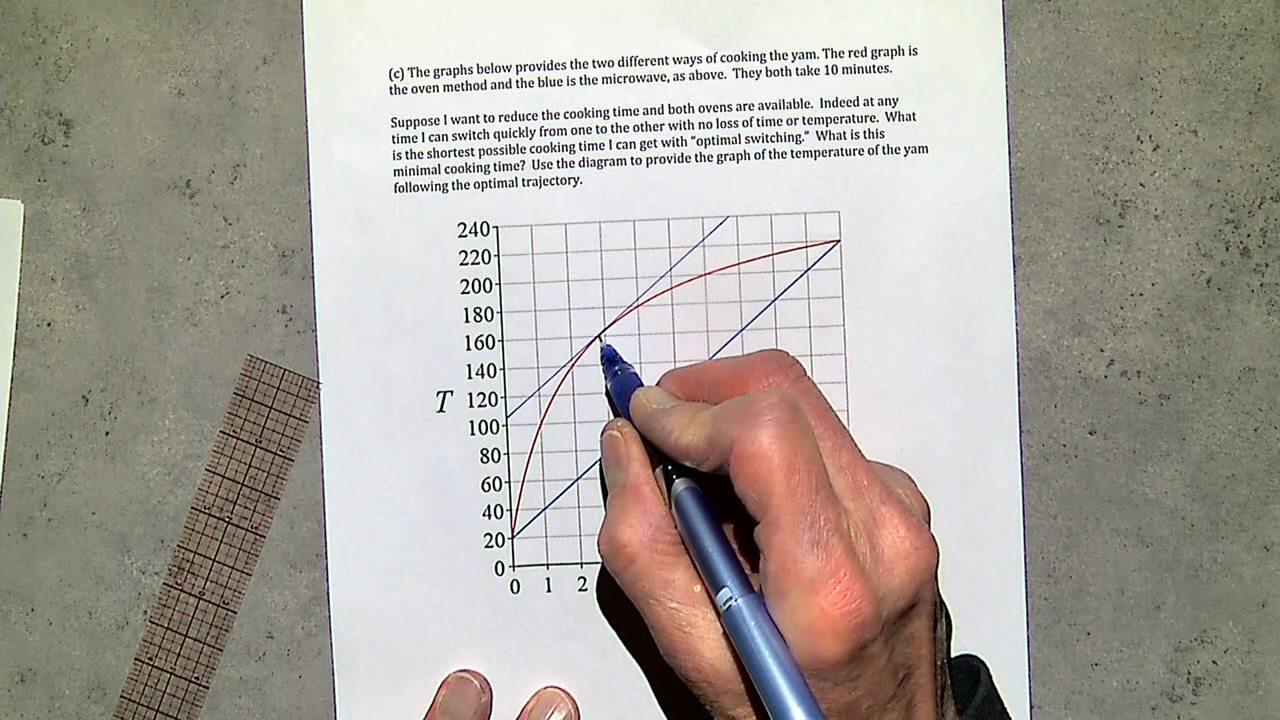 (c) The graphs below provides the two different ways of cooking the yam. The red graph is
the oven method and the blue is the microwave, as above. They both take 10 minutes.
Suppose I want to reduce the cooking time and both ovens are available. Indeed at any
time I can switch quickly from one to the other with no loss of time or temperature. What
is the shortest possible cooking time I can get with "optimal switching." What is this
minimal cooking time? Use the diagram to provide the graph of the temperature of the yam
following the optimal trajectory.
240
220
200
180
160
140
T 120
100
80
60
40
20
0
0 1 2